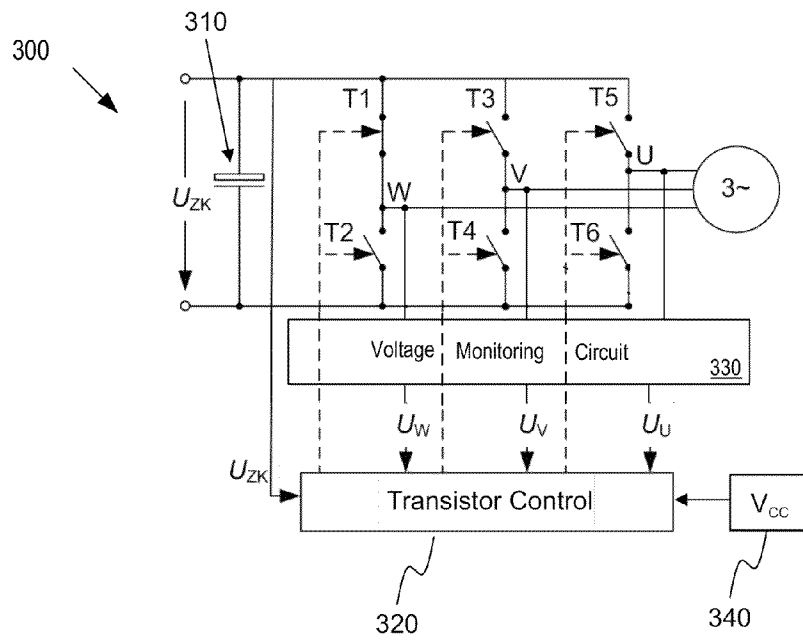 300
310
U_ZK
T1
T3
T5
W
V
U
3~
T2
T4
T6
Voltage Monitoring Circuit
330
U_W
U_V
U_U
U_ZK
Transistor Control
V_CC
320
340